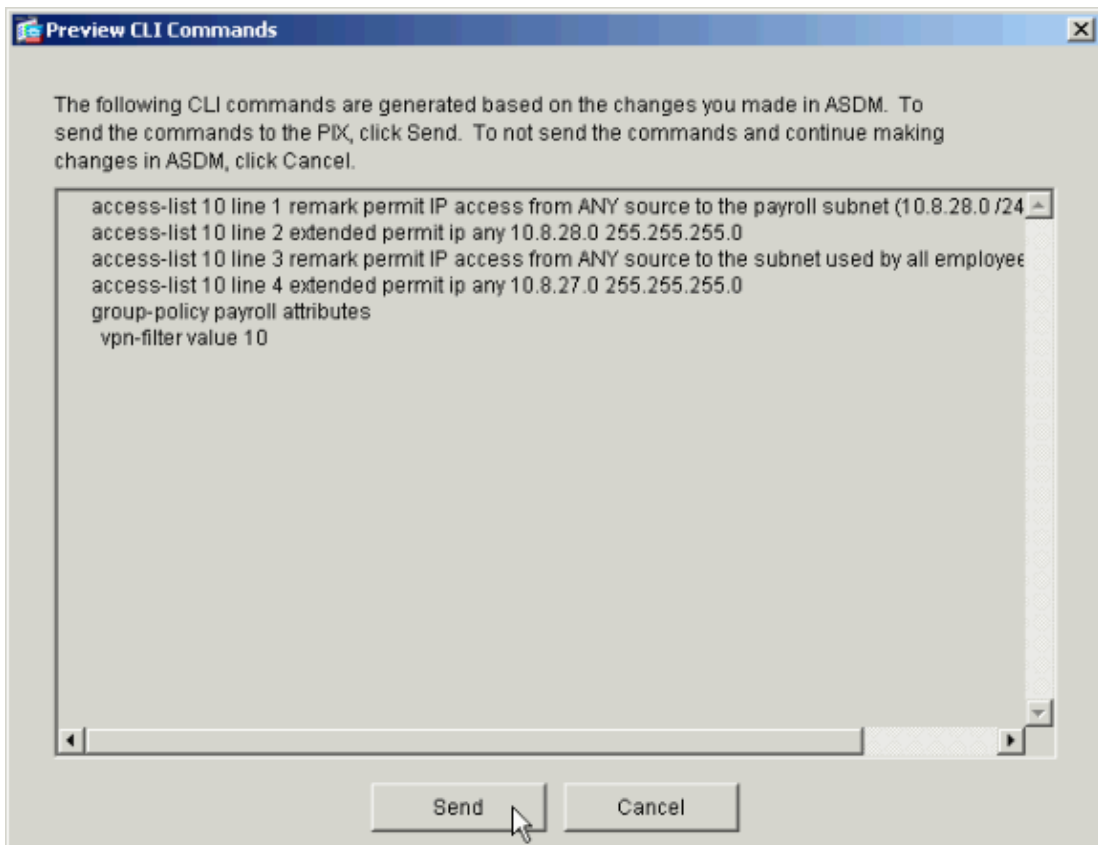 Preview CLI Commands
The following CLI commands are generated based on the changes you made in ASDM. To
send the commands to the PIX, click Send. To not send the commands and continue making
changes in ASDM, click Cancel.
access-list 10 line 1 remark permit IP access from ANY source to the payroll subnet (10.8.28.0 /24
access-list 10 line 2 extended permit ip any 10.8.28.0 255.255.255.0
access-list 10 line 3 remark permit IP access from ANY source to the subnet used by all employee
access-list 10 line 4 extended permit ip any 10.8.27.0 255.255.255.0
group-policy payroll attributes
vpn-filter value 10
Send Cancel